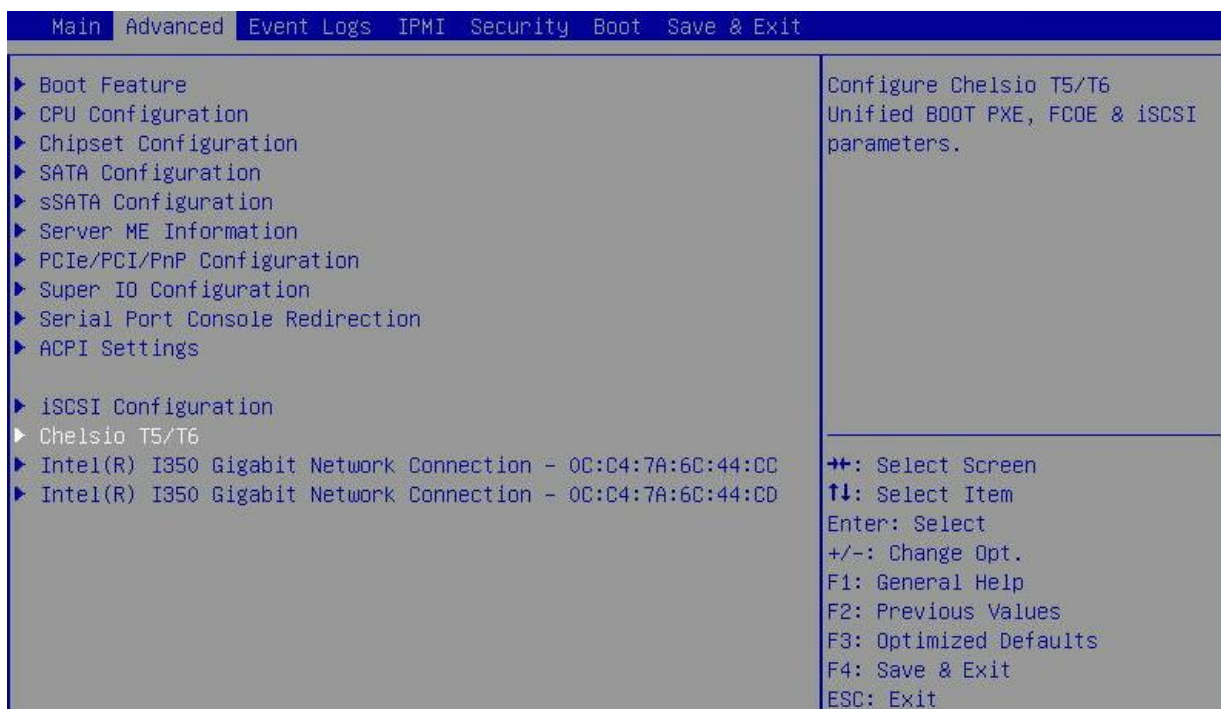 Main Advanced Event Logs IPMI Security Boot Save & Exit
▶ Boot Feature
▶ CPU Configuration
▶ Chipset Configuration
▶ SATA Configuration
▶ sSATA Configuration
▶ Server ME Information
▶ PCIe/PCI/PnP Configuration
▶ Super IO Configuration
▶ Serial Port Console Redirection
▶ ACPI Settings
▶ iSCSI Configuration
▶ Chelsio T5/T6
▶ Intel(R) I350 Gigabit Network Connection - 0C:C4:7A:6C:44:CC
▶ Intel(R) I350 Gigabit Network Connection - 0C:C4:7A:6C:44:CD
Configure Chelsio T5/T6
Unified BOOT PXE, FCOE & iSCSI
parameters.
→←: Select Screen
↑↓: Select Item
Enter: Select
+/-: Change Opt.
F1: General Help
F2: Previous Values
F3: Optimized Defaults
F4: Save & Exit
ESC: Exit